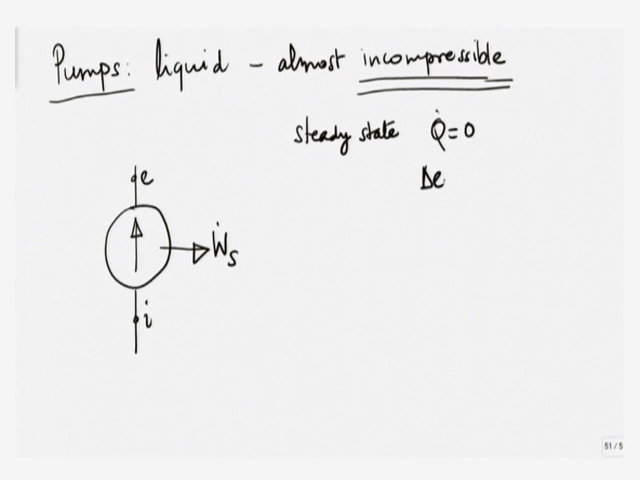 Pumps: liquid - almost incompressible
steady state Q̇=0
Δe
e
Ẇs
i
51/5